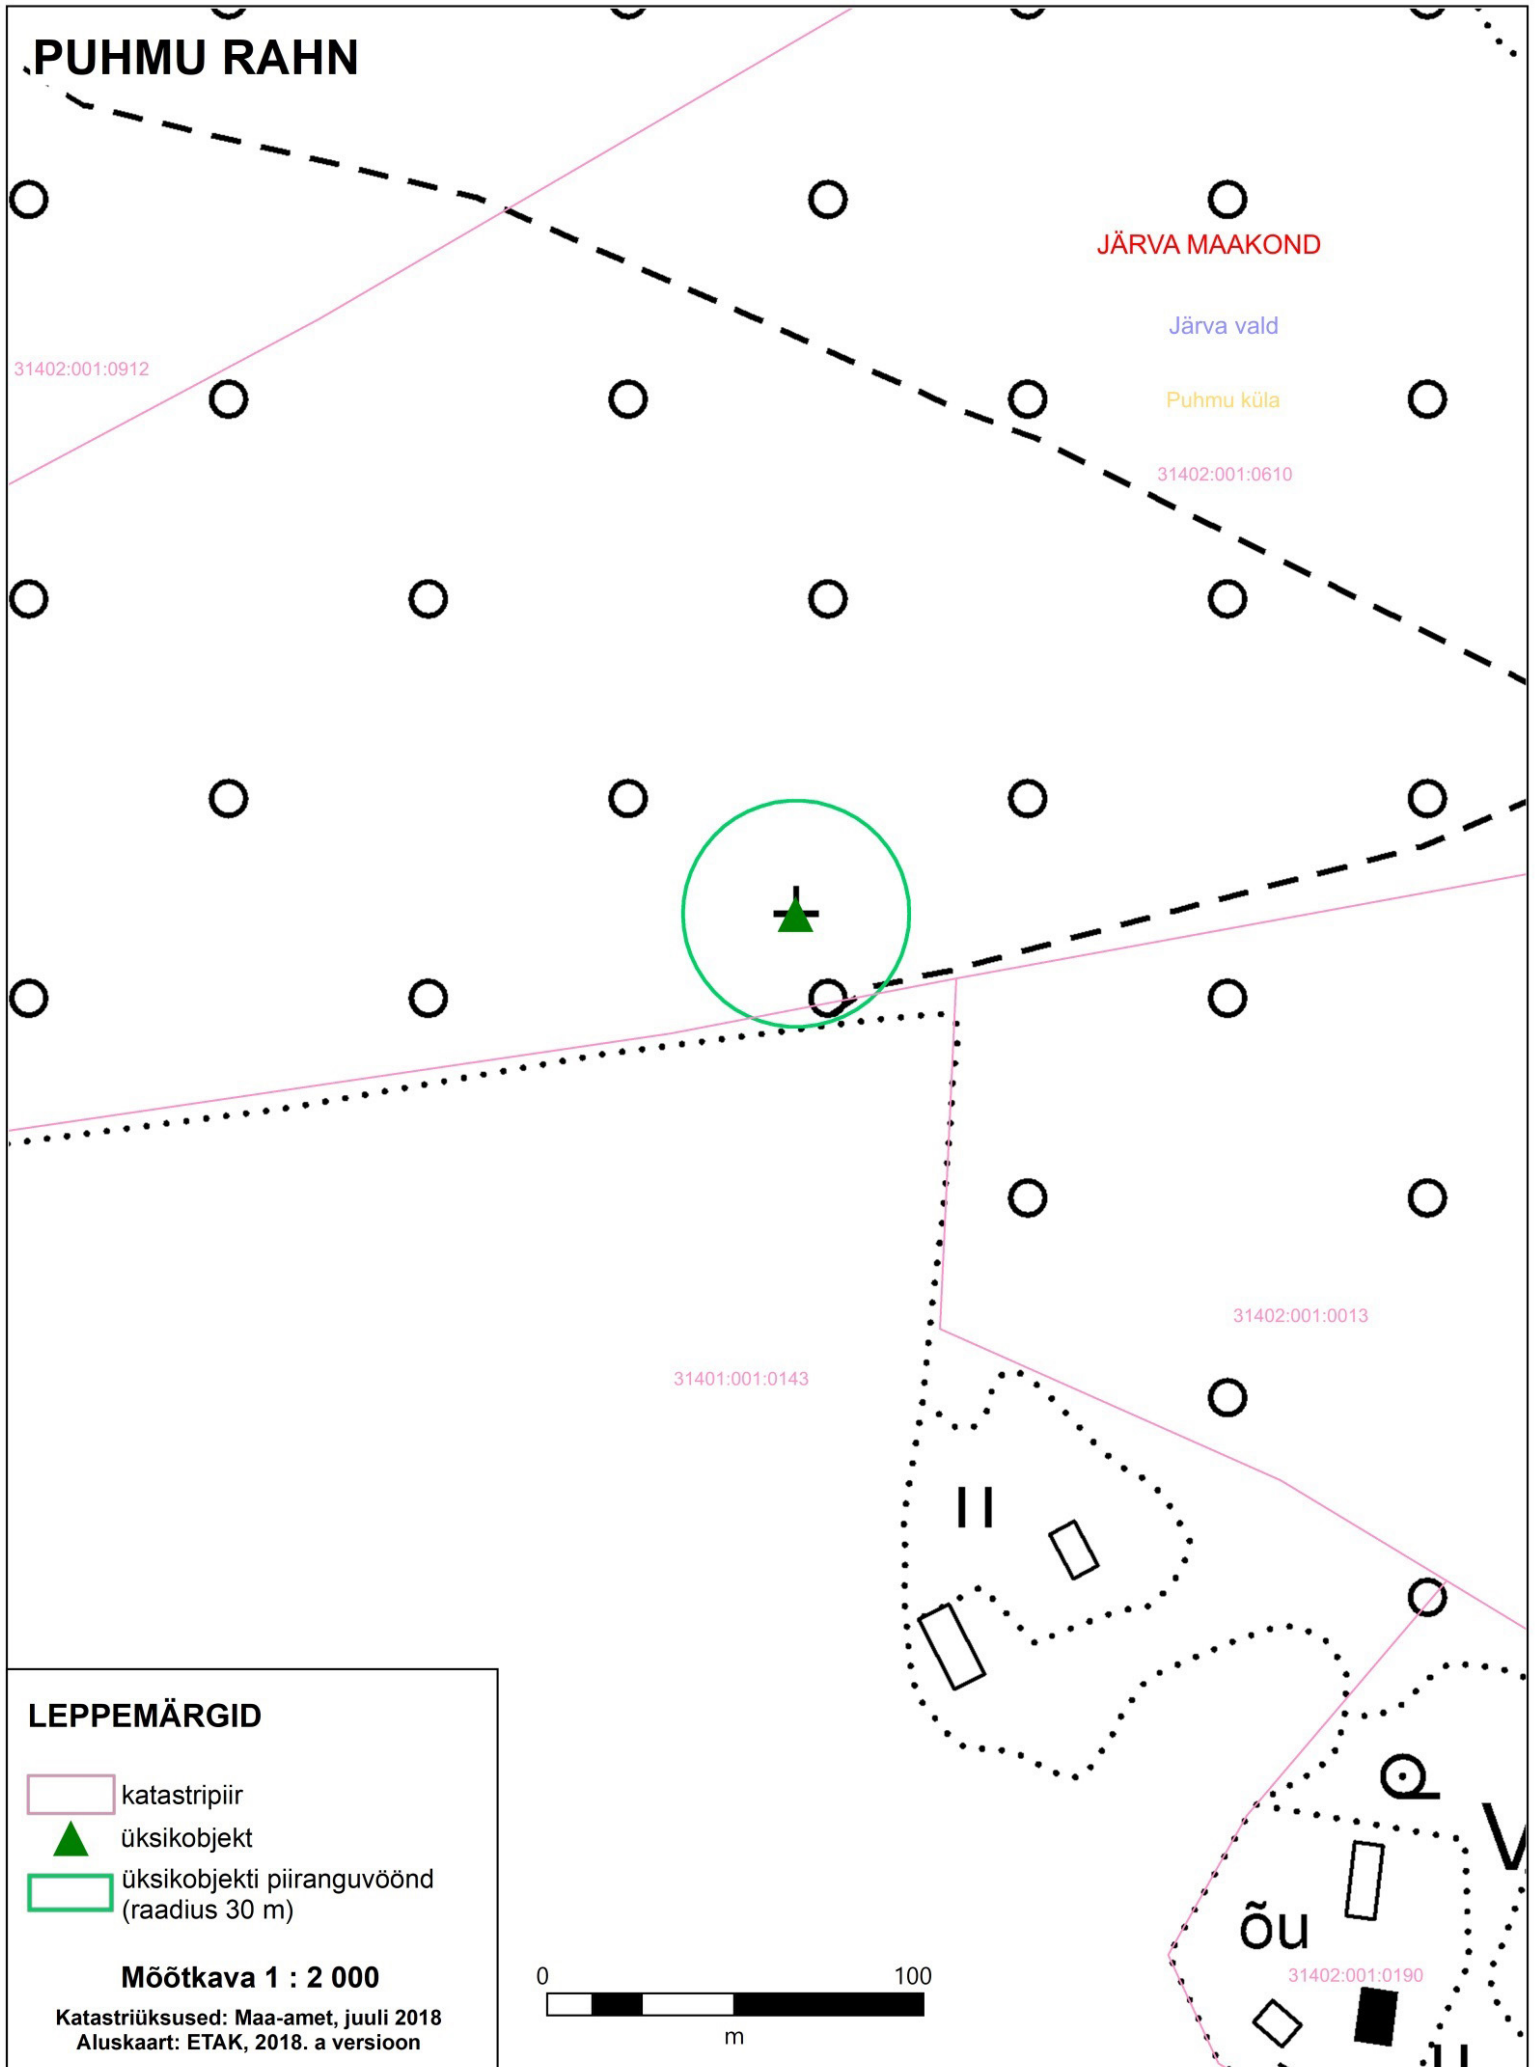 PUHMU RAHN
JÄRVA MAAKOND
Järva vald
31402:001:0912
Puhmu küla
31402:001:0610
31402:001:0013
31401:001:0143
LEPPEMÄRGID
katastripiir
üksikobjekt
üksikobjekti piiranguvöönd
(raadius 30 m)
Mõõtkava 1 : 2 000
Katastriüksused: Maa-amet, juuli 2018
Aluskaart: ETAK, 2018. a versioon
0 100
m
õu
31402:001:0190